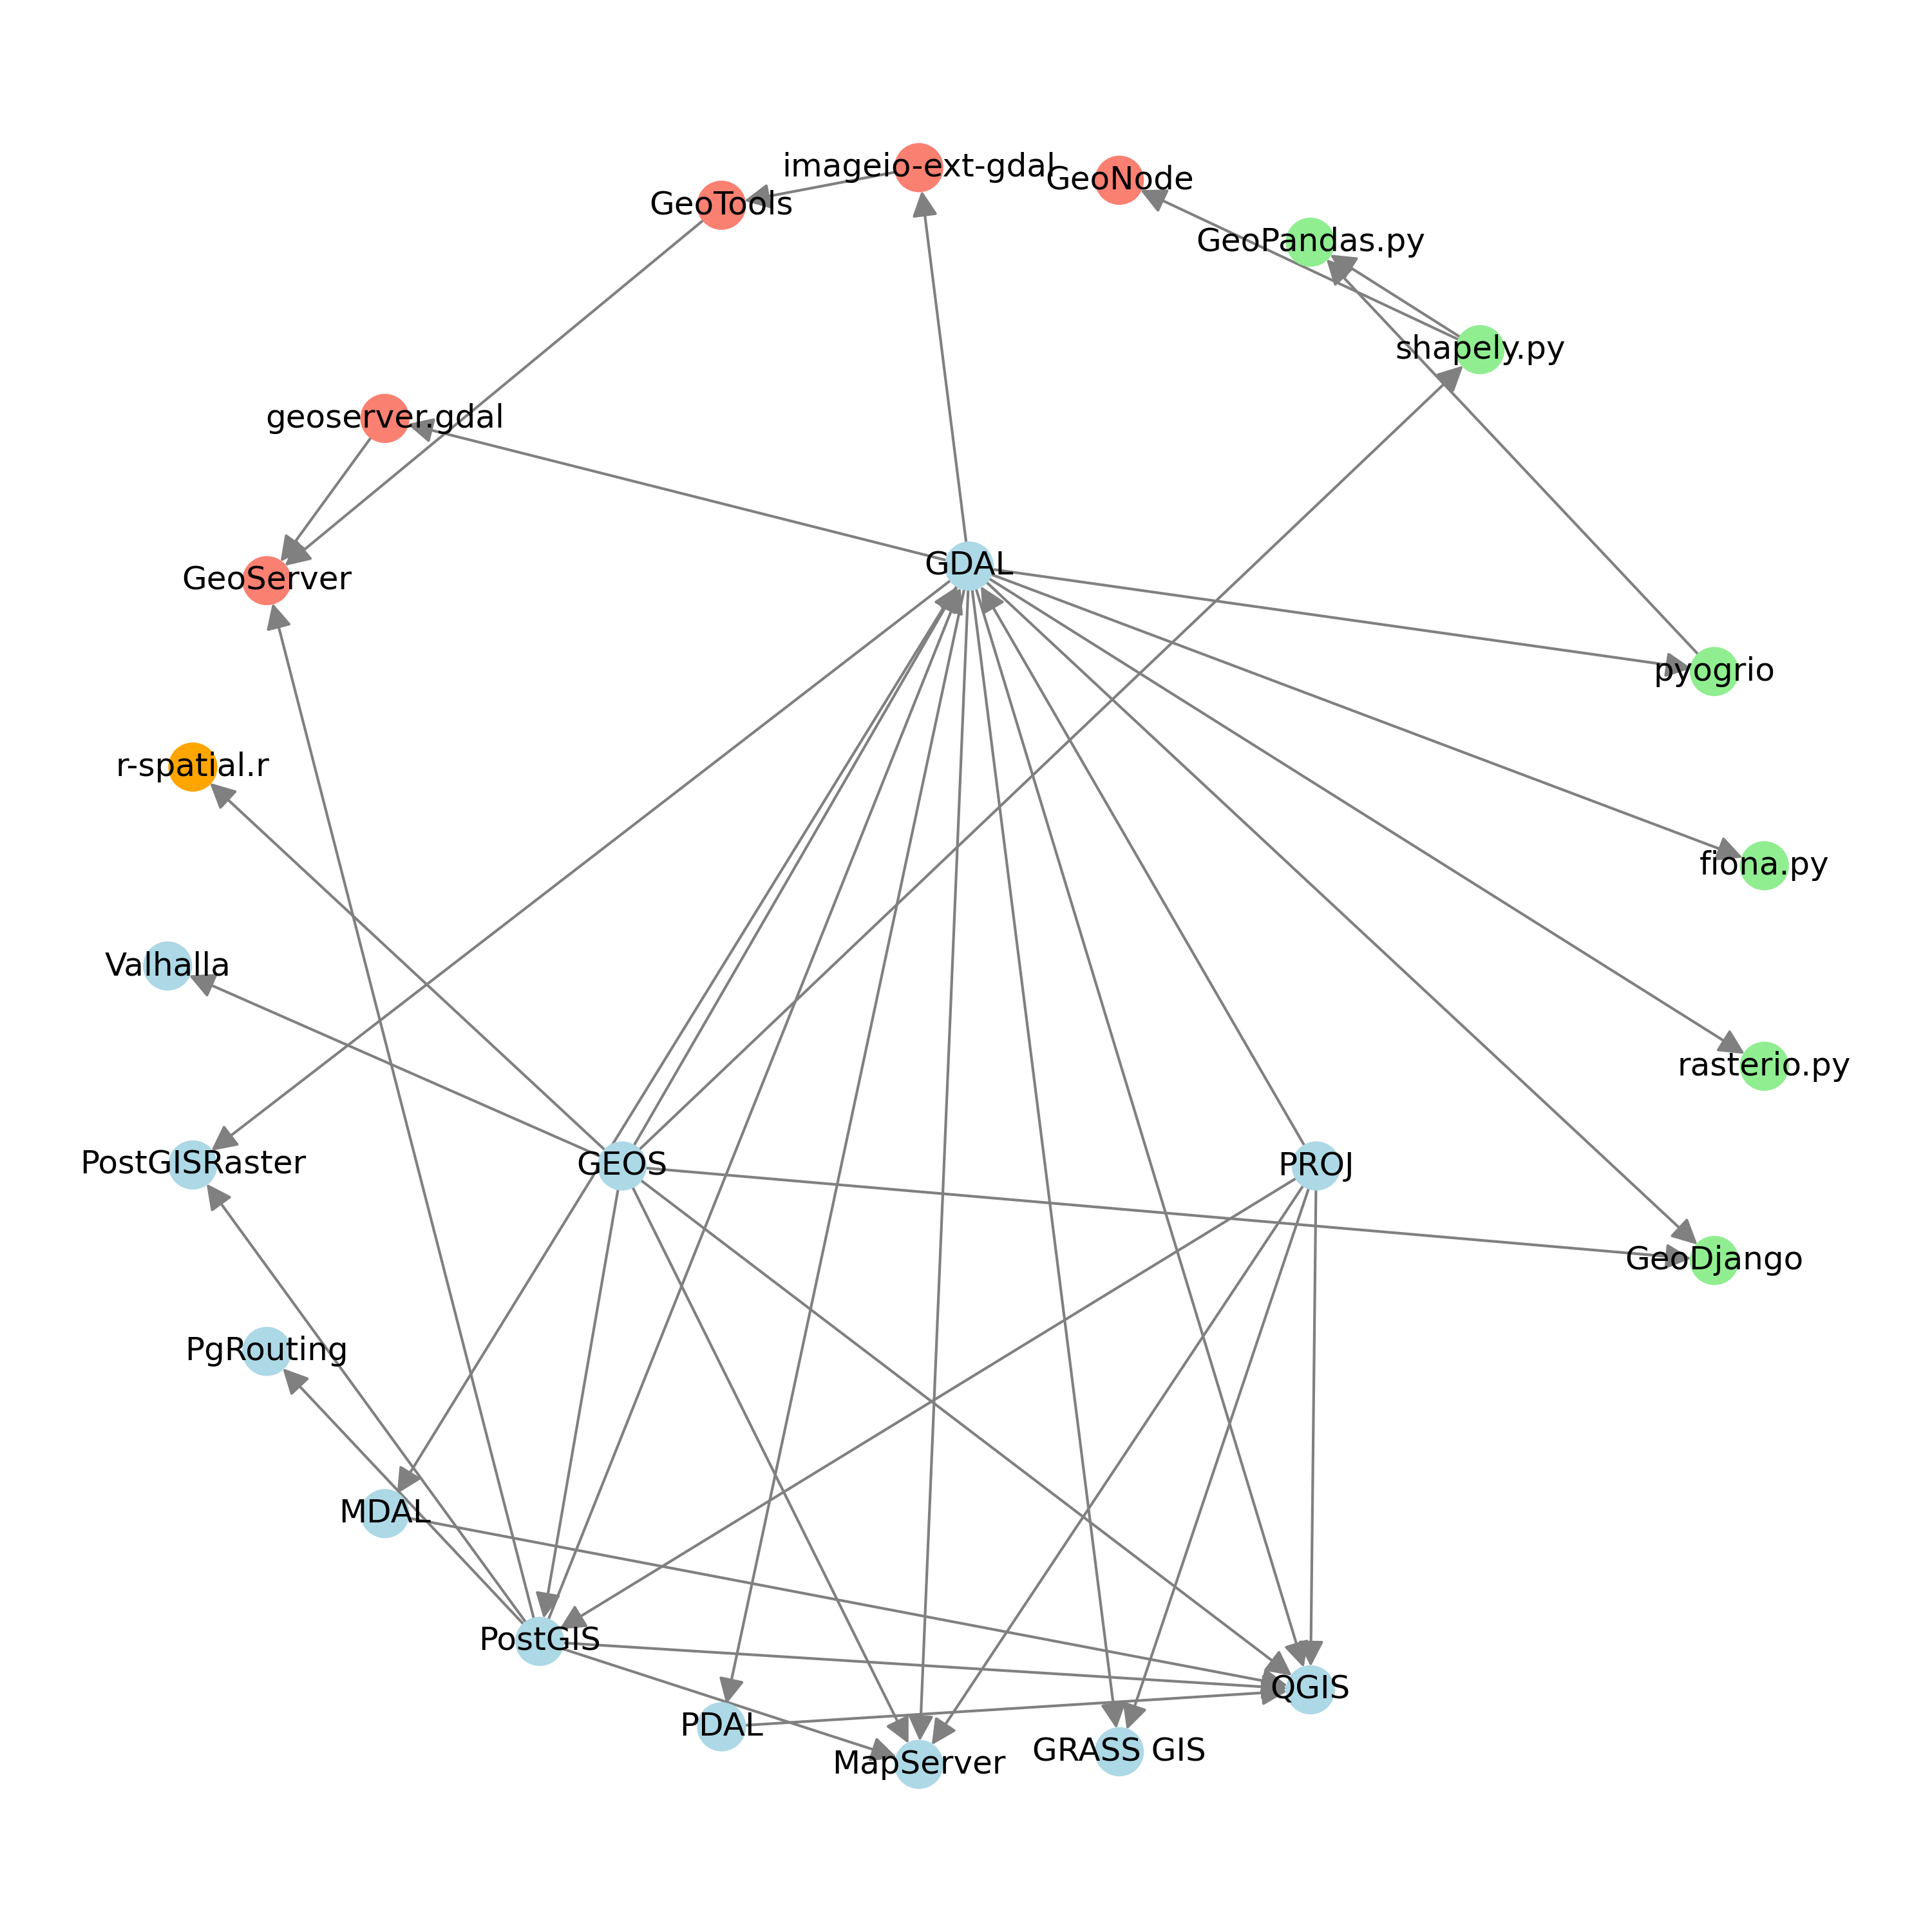 imageio-ext-gdal
GeoNode
GeoTools
GeoPandas.py
shapely.py
geoserver.gdal
GDAL
GeoServer
pyogrio
r-spatial.r
fiona.py
Valhalla
rasterio.py
PostGISRaster
GEOS
PROJ
GeoDjango
PgRouting
MDAL
PostGIS
QGIS
PDAL
GRASS GIS
MapServer